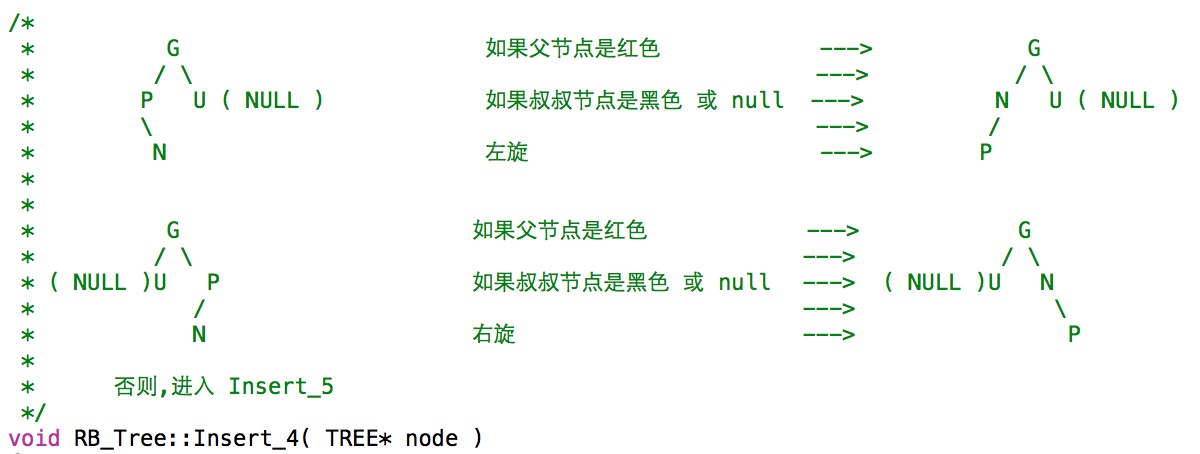 /*
 *          G                       如果父节点是红色            --->            G
 *         / \                                                 --->           / \
 *        P   U ( NULL )            如果叔叔节点是黑色 或 null  --->          N   U ( NULL )
 *        \                                                    --->         /
 *         N                        左旋                       --->        P
 *
 *
 *          G                      如果父节点是红色            --->           G
 *         / \                                                --->          / \
 * ( NULL )U   P                   如果叔叔节点是黑色 或 null  --->  ( NULL )U   N
 *            /                                               --->              \
 *            N                    右旋                       --->               P
 *
 *      否则,进入 Insert_5
 */
void RB_Tree::Insert_4( TREE* node )